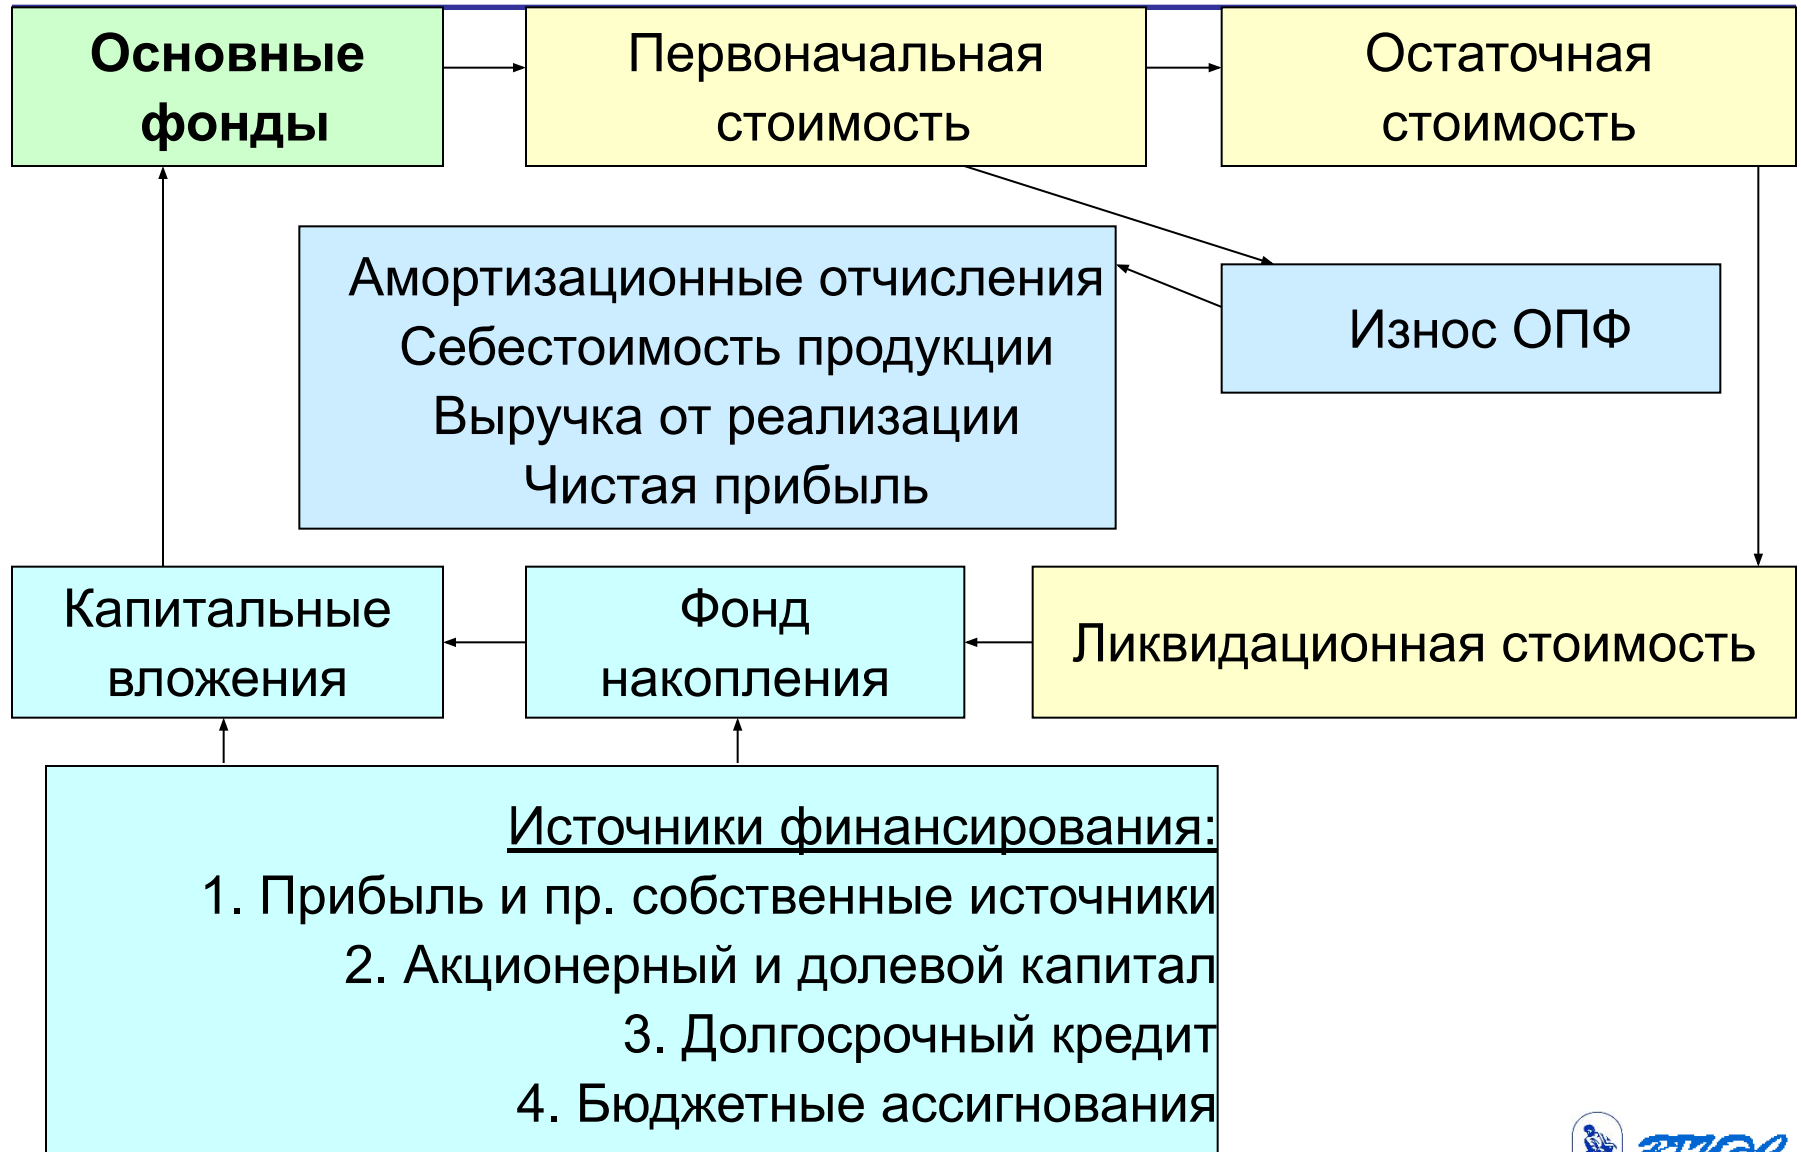 Основные
фонды
Первоначальная
стоимость
Остаточная
стоимость
Амортизационные отчисления
Себестоимость продукции
Выручка от реализации
Чистая прибыль
Износ ОПФ
Капитальные
вложения
Фонд
накопления
Ликвидационная стоимость
Источники финансирования:
1. Прибыль и пр. собственные источники
2. Акционерный и долевой капитал
3. Долгосрочный кредит
4. Бюджетные ассигнования